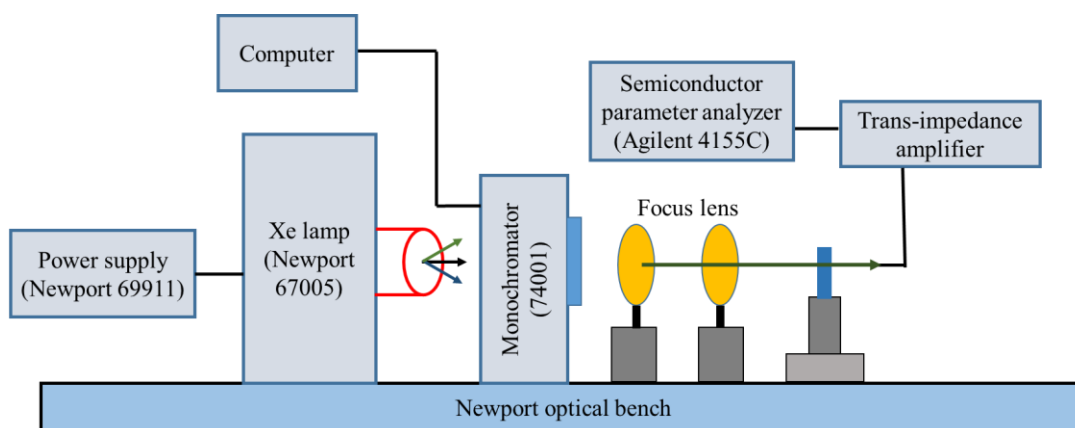 Computer
Semiconductor
parameter analyzer
(Agilent 4155C)
Trans-impedance
amplifier
Xe lamp
(Newport
67005)
Power supply
(Newport 69911)
Monochromator
(74001)
Focus lens
Newport optical bench